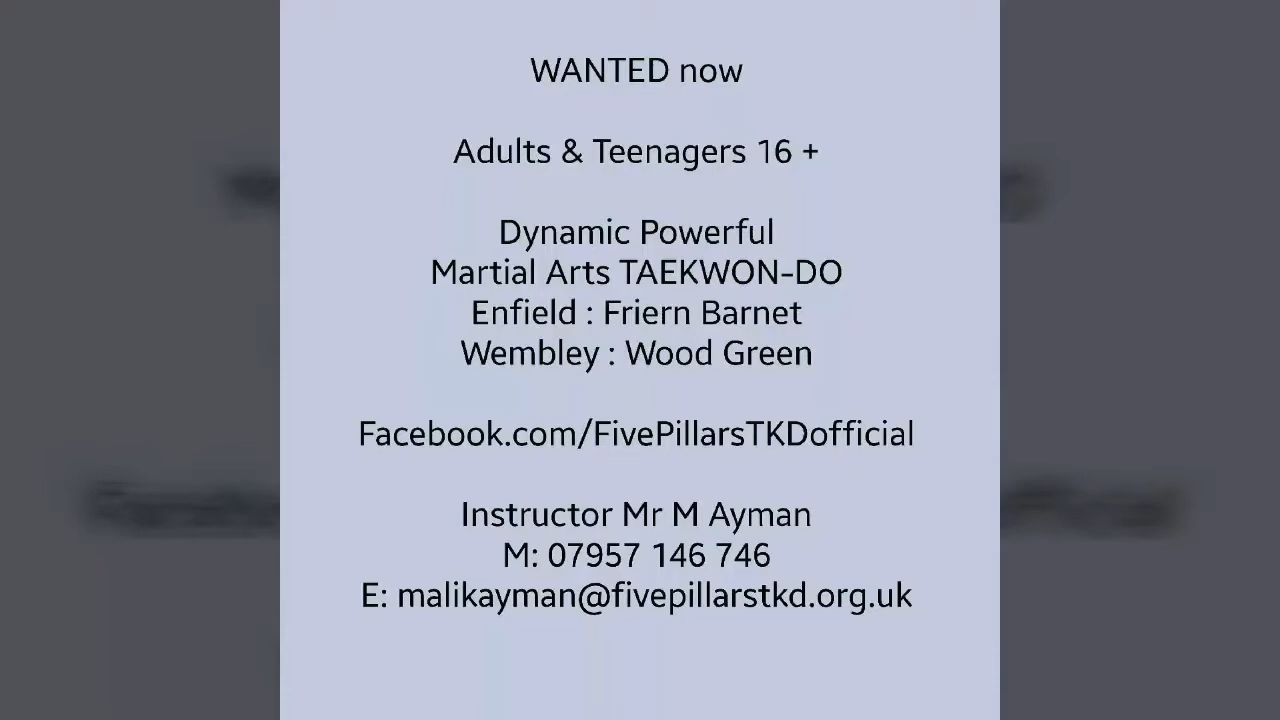 WANTED now
Adults & Teenagers 16 +
Dynamic Powerful
Martial Arts TAEKWON-DO
Enfield : Friern Barnet
Wembley : Wood Green
Facebook.com/FivePillarsTKDofficial
Instructor Mr M Ayman
M: 07957 146 746
E: malikayman@fivepillarstkd.org.uk